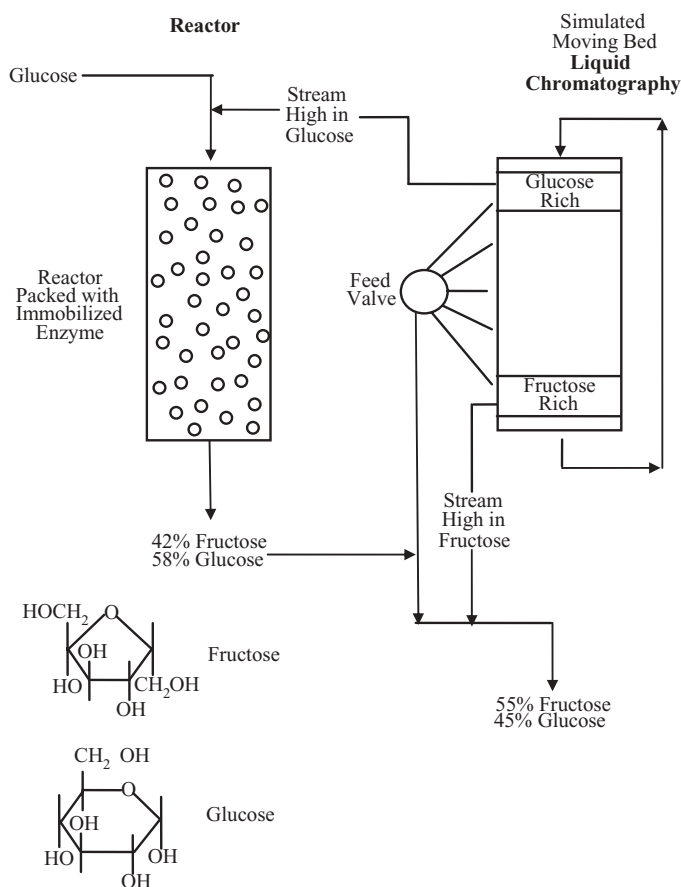 Reactor
Simulated
Moving Bed
Liquid
Chromatography
Glucose
Stream
High in
Glucose
Glucose
Rich
Reactor
Packed with
Immobilized
Enzyme
Feed
Valve
Fructose
Rich
Stream
High in
Fructose
42% Fructose
58% Glucose
55% Fructose
45% Glucose
HOCH2
O
OH
HO
CH2OH
OH
Fructose
CH2 OH
O
OH
HO
OH
OH
Glucose